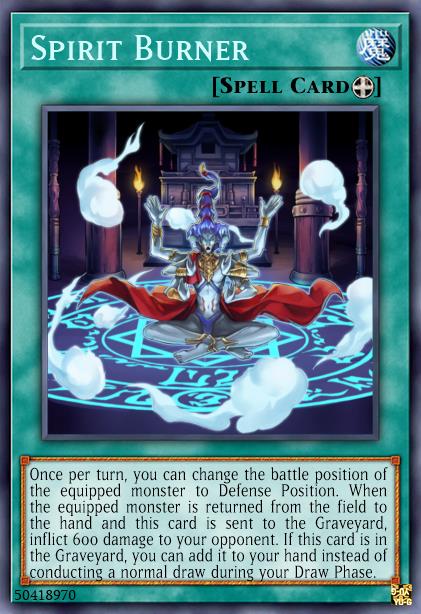 Spirit Burner
魔
[Spell Card]
Once per turn, you can change the battle position of
the equipped monster to Defense Position. When
the equipped monster is returned from the field to
the hand and this card is sent to the Graveyard,
inflict 600 damage to your opponent. If this card is in
the Graveyard, you can add it to your hand instead of
conducting a normal draw during your Draw Phase.
50418970